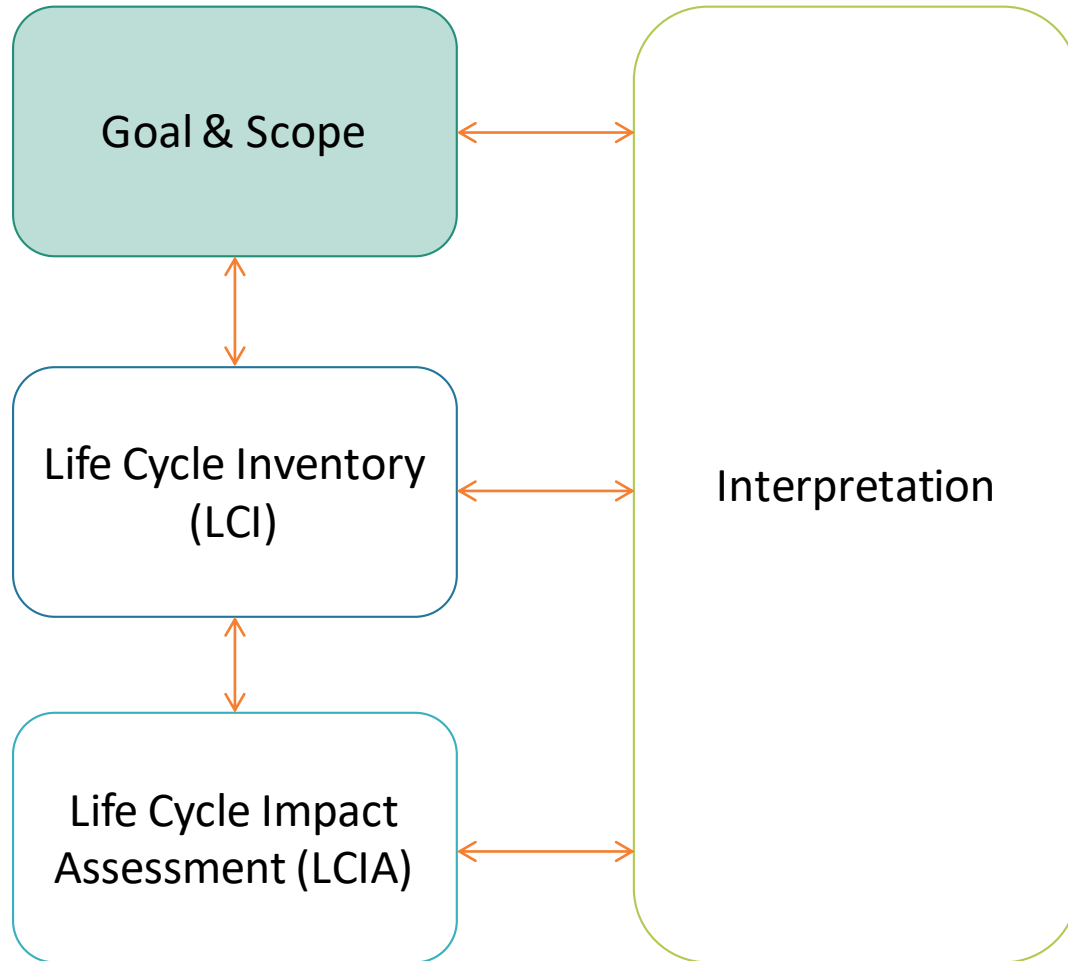 Goal & Scope
Life Cycle Inventory
(LCI)
Interpretation
Life Cycle Impact
Assessment (LCIA)